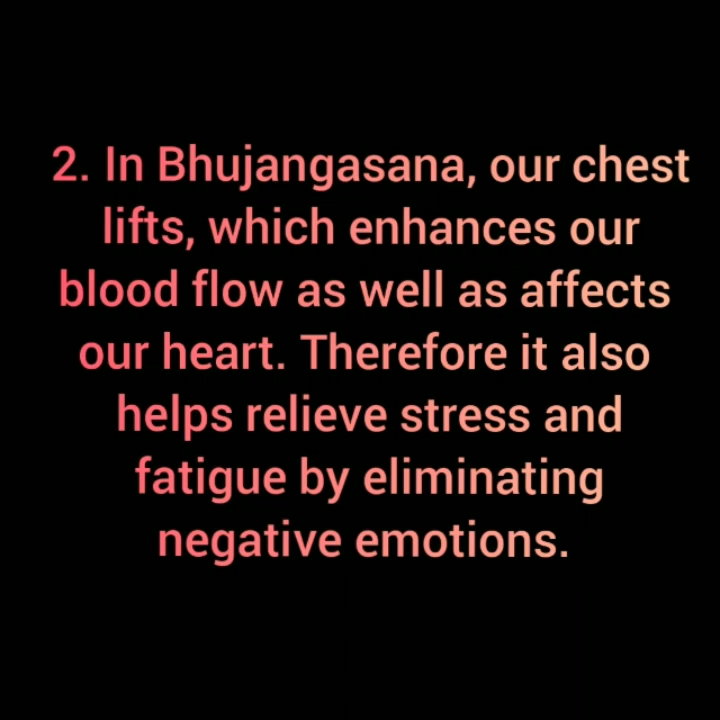 2. In Bhujangasana, our chest
lifts, which enhances our
blood flow as well as affects
our heart. Therefore it also
helps relieve stress and
fatigue by eliminating
negative emotions.